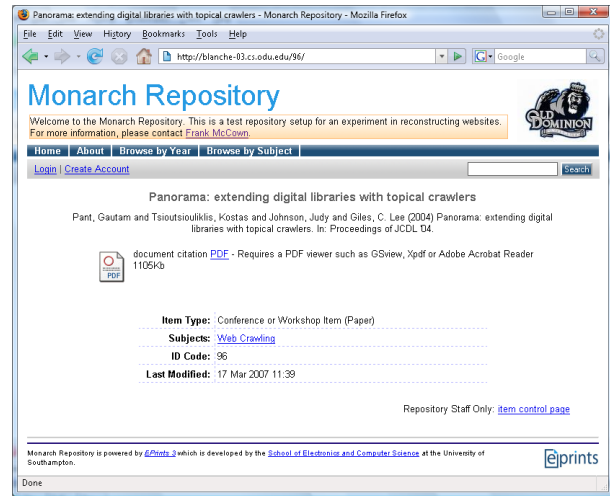 Panorama: extending digital libraries with topical crawlers - Monarch Repository - Mozilla Firefox
File Edit View History Bookmarks Tools Help
http://blanche-03.cs.odu.edu/96/
G Google
Monarch Repository
Welcome to the Monarch Repository. This is a test repository setup for an experiment in reconstructing websites.
For more information, please contact Frank McCown.
OLD
DOMINION
Home About Browse by Year Browse by Subject
Login | Create Account
Search
Panorama: extending digital libraries with topical crawlers
Pant, Gautam and Tsioutsiouliklis, Kostas and Johnson, Judy and Giles, C. Lee (2004) Panorama: extending digital
libraries with topical crawlers. In: Proceedings of JCDL '04.
PDF
document citation PDF - Requires a PDF viewer such as GSview, Xpdf or Adobe Acrobat Reader
1105Kb
Item Type: Conference or Workshop Item (Paper)
Subjects: Web Crawling
ID Code: 96
Last Modified: 17 Mar 2007 11:39
Repository Staff Only: item control page
Monarch Repository is powered by EPrints 3 which is developed by the School of Electronics and Computer Science at the University of
Southampton.
eprints
Done